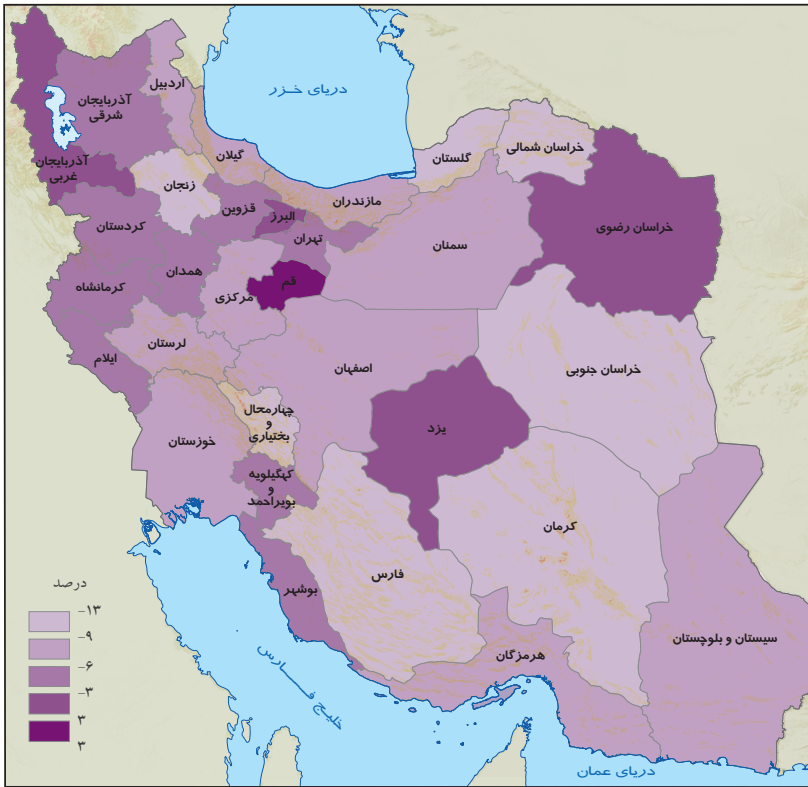 دریای خزر
اردبیل
آذربایجان
شرقی
آذربایجان
غربی
گیلان
زنجان
گلستان
خراسان شمالی
مازندران
قزوین
البرز
تهران
کردستان
سمنان
خراسان رضوی
همدان
کرمانشاه
قم
مرکزی
لرستان
ایلام
اصفهان
خراسان جنوبی
چهارمحال
و
بختیاری
یزد
خوزستان
کهگیلویه
و
بویراحمد
کرمان
فارس
بوشهر
سیستان و بلوچستان
هرمزگان
خلیج فـــارس
دریای عمان
درصد
-۱۳
-۹
-۶
-۳
۳
۳